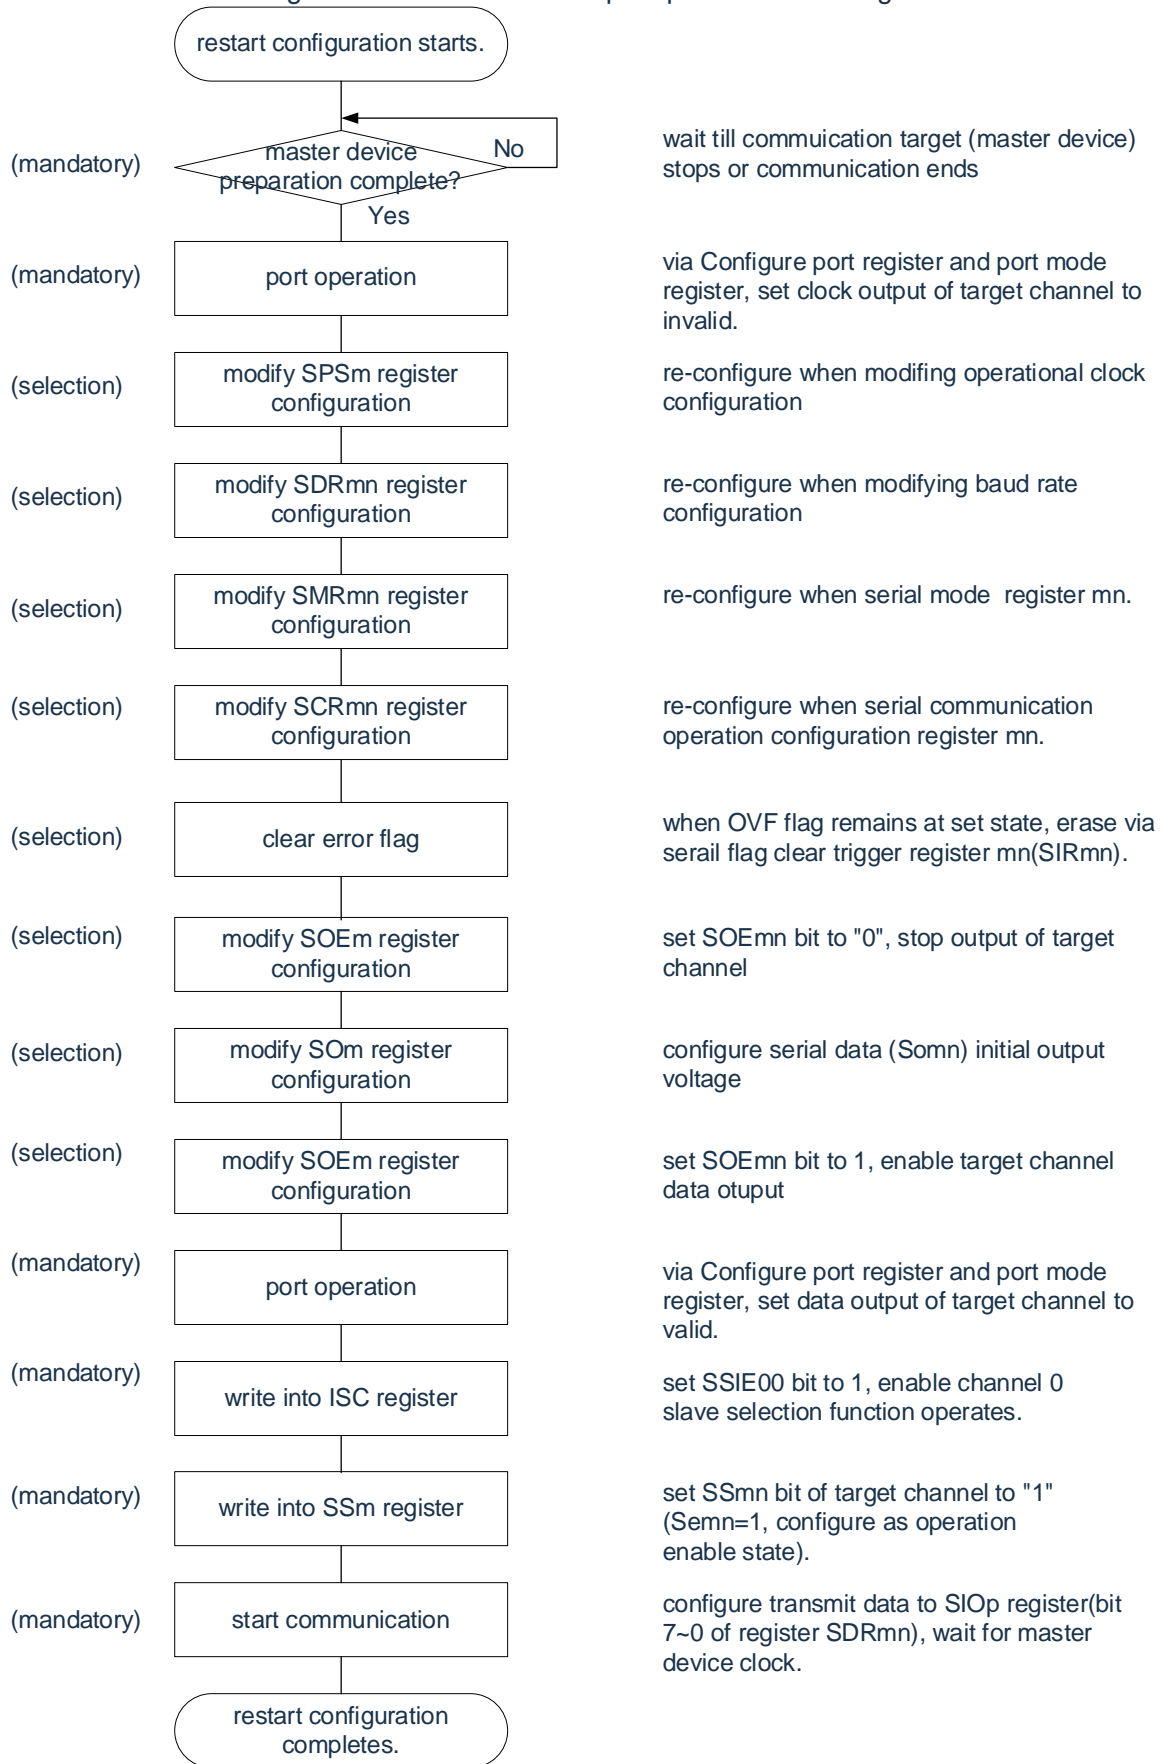 restart configuration starts.
No
(mandatory)
master device
preparation complete?
wait till commuication target (master device)
stops or communication ends
Yes
(mandatory)
port operation
via Configure port register and port mode
register, set clock output of target channel to
invalid.
(selection)
modify SPSm register
configuration
re-configure when modifing operational clock
configuration
(selection)
modify SDRmn register
configuration
re-configure when modifying baud rate
configuration
(selection)
modify SMRmn register
configuration
re-configure when serial mode  register mn.
(selection)
modify SCRmn register
configuration
re-configure when serial communication
operation configuration register mn.
(selection)
clear error flag
when OVF flag remains at set state, erase via
serail flag clear trigger register mn(SIRmn).
(selection)
modify SOEm register
configuration
set SOEmn bit to "0", stop output of target
channel
(selection)
modify SOm register
configuration
configure serial data (Somn) initial output
voltage
(selection)
modify SOEm register
configuration
set SOEmn bit to 1, enable target channel
data otuput
(mandatory)
port operation
via Configure port register and port mode
register, set data output of target channel to
valid.
(mandatory)
write into ISC register
set SSIE00 bit to 1, enable channel 0
slave selection function operates.
(mandatory)
write into SSm register
set SSmn bit of target channel to "1"
(Semn=1, configure as operation
enable state).
(mandatory)
start communication
configure transmit data to SIOp register(bit
7~0 of register SDRmn), wait for master
device clock.
restart configuration
completes.